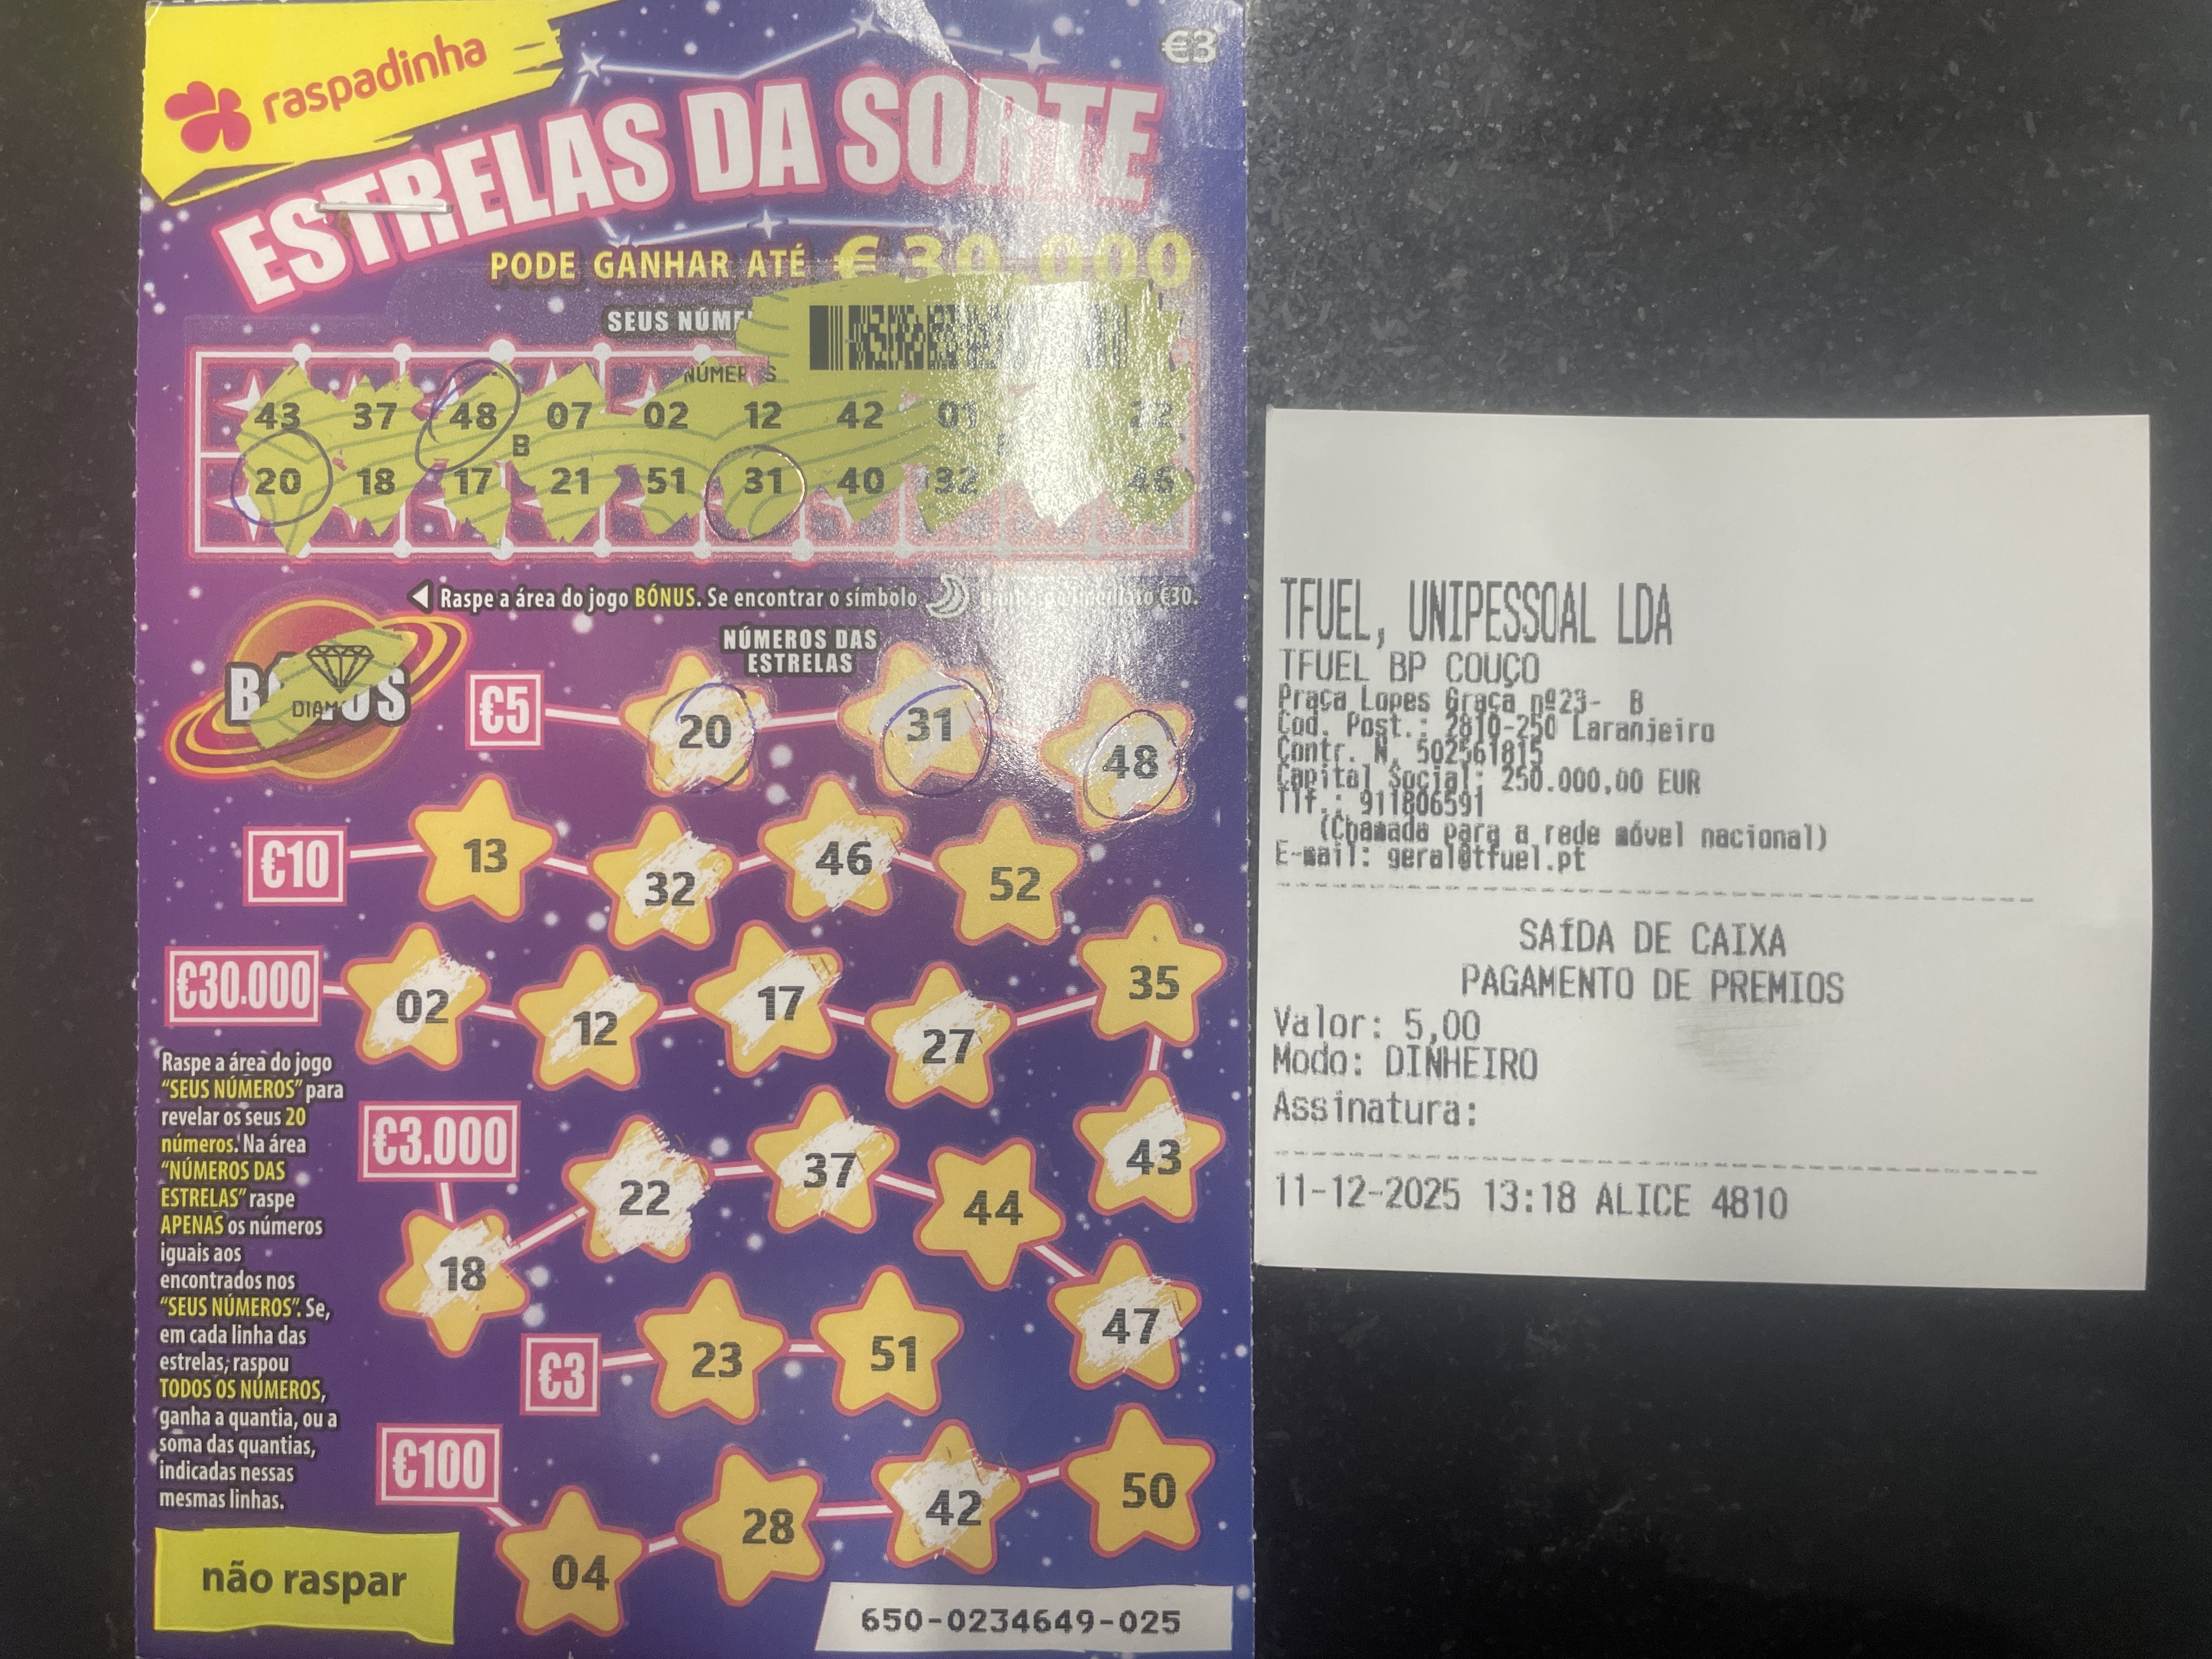 raspadinha
€3
ESTRELAS DA SORTE
PODE GANHAR ATÉ €30.000
SEUS
NÚMEROS
43 37 48 07 02 12 42 01 22
B
20 18 17 21 51 31 40 32 46
Raspe a área do jogo BÓNUS. Se encontrar o símbolo €30.
BÓNUS
DIAM
NÚMEROS DAS
ESTRELAS
€5 20 31 48
€10 13 32 46 52
€30.000 02 12 17 27 35
43
€3.000 18 22 37 44 47
€3 23 51
€100 04 28 42 50
Raspe a área do jogo
“SEUS NÚMEROS” para
revelar os seus 20
números. Na área
“NÚMEROS DAS
ESTRELAS” raspe
APENAS os números
iguais aos
encontrados nos
“SEUS NÚMEROS”. Se,
em cada linha das
estrelas, raspou
TODOS OS NÚMEROS,
ganha a quantia, ou a
soma das quantias,
indicadas nessas
mesmas linhas.
não raspar
650-0234649-025
TFUEL, UNIPESSOAL LDA
TFUEL BP COUÇO
Praça Lopes Graça nº23- B
Cod. Post.: 2810-250 Laranjeiro
Contr. N. 502561815
Capital Social: 250.000,00 EUR
Tlf.: 911806591
(Chamada para a rede móvel nacional)
E-mail: geral@tfuel.pt
SAÍDA DE CAIXA
PAGAMENTO DE PREMIOS
Valor: 5,00
Modo: DINHEIRO
Assinatura:
11-12-2025 13:18 ALICE 4810